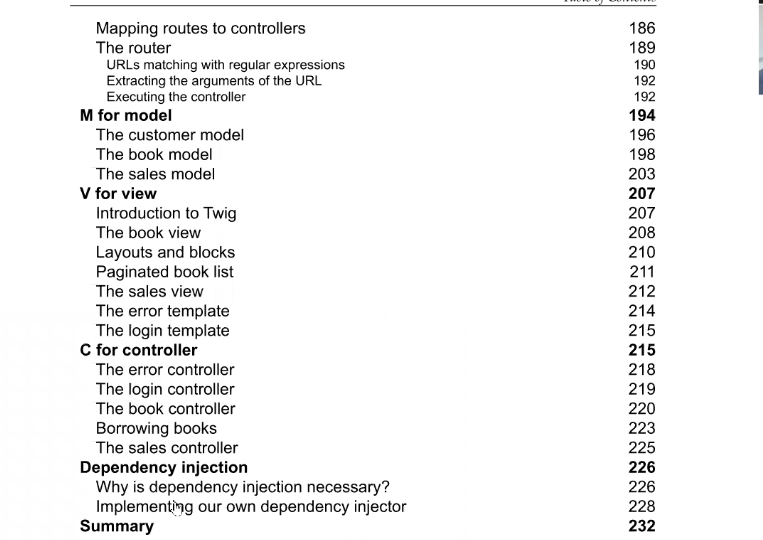 Table of Contents
Mapping routes to controllers 186
The router 189
URLs matching with regular expressions 190
Extracting the arguments of the URL 192
Executing the controller 192
M for model 194
The customer model 196
The book model 198
The sales model 203
V for view 207
Introduction to Twig 207
The book view 208
Layouts and blocks 210
Paginated book list 211
The sales view 212
The error template 214
The login template 215
C for controller 215
The error controller 218
The login controller 219
The book controller 220
Borrowing books 223
The sales controller 225
Dependency injection 226
Why is dependency injection necessary? 226
Implementing our own dependency injector 228
Summary 232